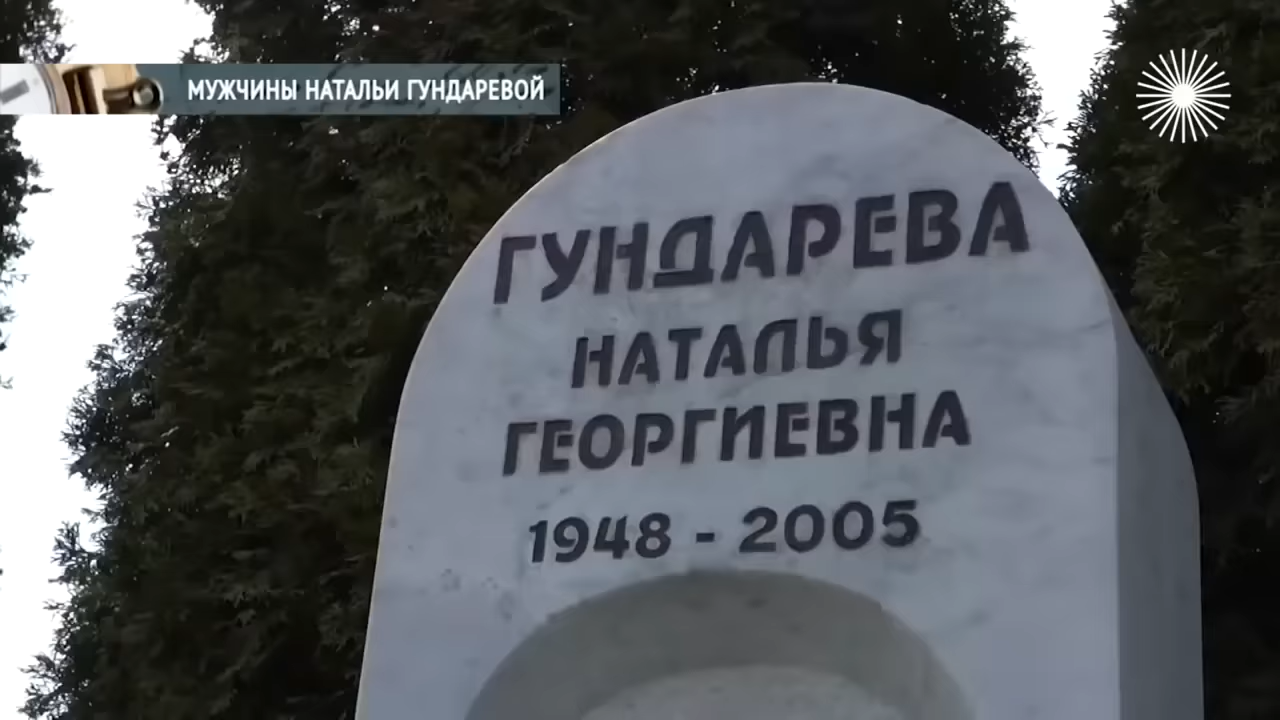 МУЖЧИНЫ НАТАЛЬИ ГУНДАРЕВОЙ
ГУНДАРЕВА
НАТАЛЬЯ
ГЕОРГИЕВНА
1948 - 2005